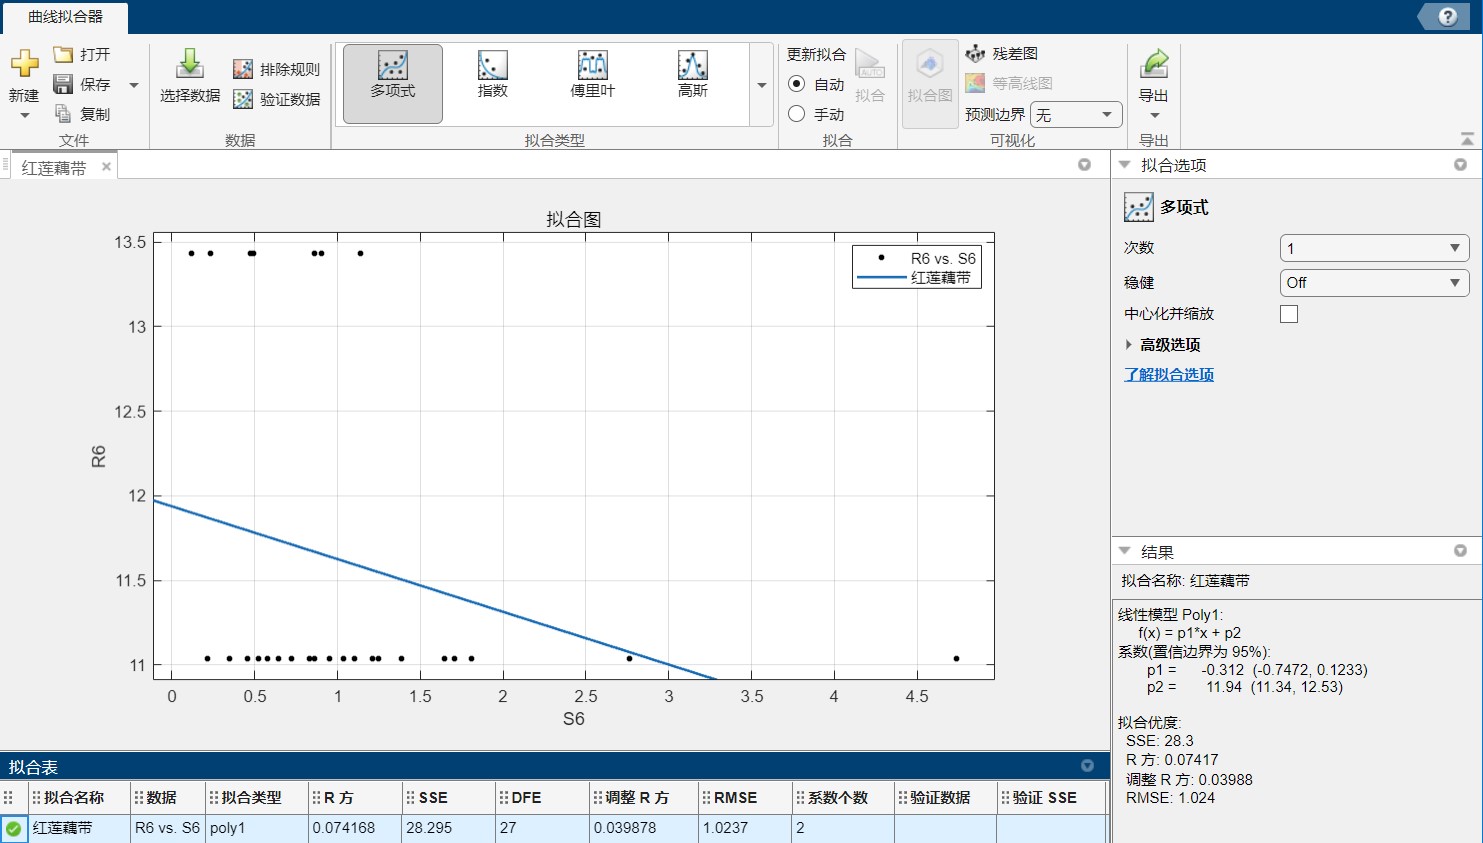 曲线拟合器
新建
打开
保存
复制
文件
选择数据
排除规则
验证数据
数据
多项式
指数
傅里叶
高斯
拟合类型
更新拟合
自动
手动
AUTO
拟合
拟合
拟合图
残差图
等高线图
预测边界 无
可视化
导出
导出
红莲藕带
拟合图
R6 vs. S6
红莲藕带
13.5
13
12.5
12
11.5
11
R6
0 0.5 1 1.5 2 2.5 3 3.5 4 4.5
S6
拟合选项
多项式
次数 1
稳健 Off
中心化并缩放
高级选项
了解拟合选项
结果
拟合名称: 红莲藕带
线性模型 Poly1:
f(x) = p1*x + p2
系数(置信边界为 95%):
p1 = -0.312 (-0.7472, 0.1233)
p2 = 11.94 (11.34, 12.53)
拟合优度:
SSE: 28.3
R 方: 0.07417
调整 R 方: 0.03988
RMSE: 1.024
拟合表
拟合名称 数据 拟合类型 R 方 SSE DFE 调整 R 方 RMSE 系数个数 验证数据 验证 SSE
红莲藕带 R6 vs. S6 poly1 0.074168 28.295 27 0.039878 1.0237 2